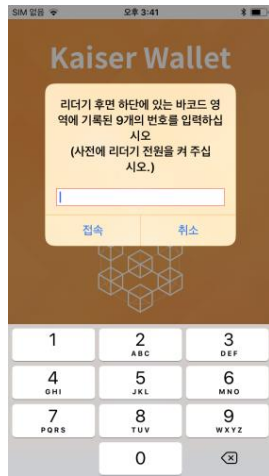 SIM 없음
오후 3:41
Kaiser Wallet
리더기 후면 하단에 있는 바코드 영
역에 기록된 9개의 번호를 입력하십
시오
(사전에 리더기 전원을 켜 주십
시오.)
접속 취소
1 2 3
ABC DEF
4 5 6
GHI JKL MNO
7 8 9
PQRS TUV WXYZ
0